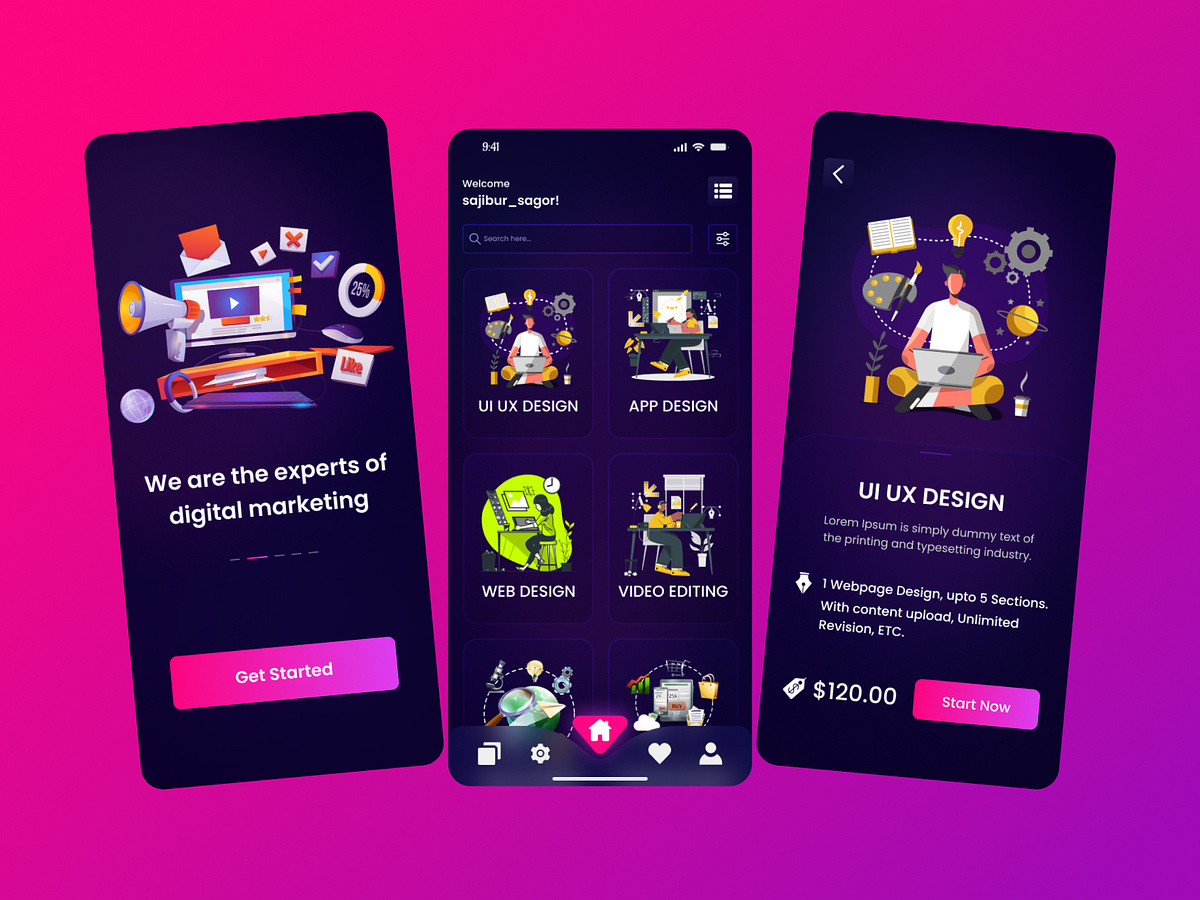 25%
Like
We are the experts of
digital marketing
Get Started
9:41
Welcome
sajibur_sagor!
Search here...
UI UX DESIGN
APP DESIGN
WEB DESIGN
VIDEO EDITING
BUY
UI UX DESIGN
Lorem Ipsum is simply dummy text of
the printing and typesetting industry.
1 Webpage Design, upto 5 Sections.
With content upload, Unlimited
Revision, ETC.
$120.00
Start Now